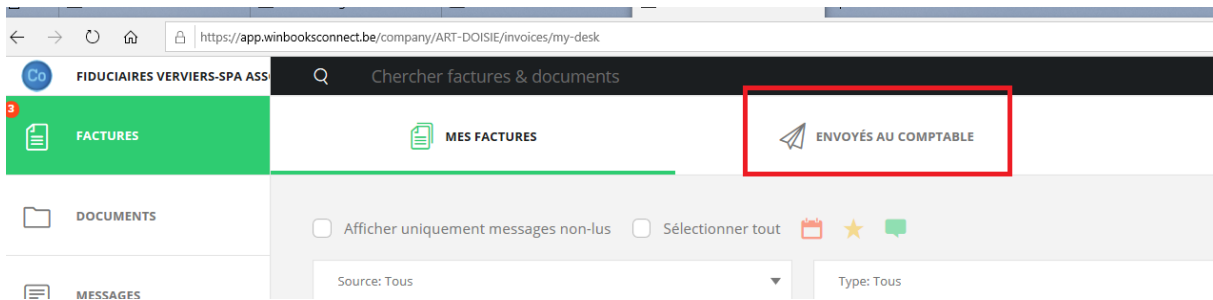 https://app.winbooksconnect.be/company/ART-DOISIE/invoices/my-desk
Co
FIDUCIAIRES VERVIERS-SPA ASS
Chercher factures & documents
3
FACTURES
MES FACTURES
ENVOYÉS AU COMPTABLE
DOCUMENTS
Afficher uniquement messages non-lus
Sélectionner tout
Source: Tous
Type: Tous
MESSAGES